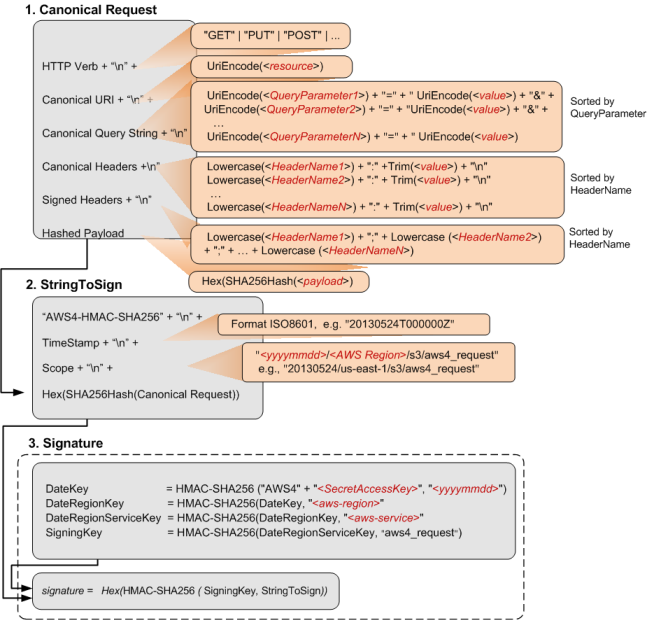 1. Canonical Request
"GET" | "PUT" | "POST" | ...
HTTP Verb + “\n” +
UriEncode(<resource>)
Canonical URI + “\n” +
UriEncode(<QueryParameter1>) + "=" + " UriEncode(<value>) + "&" +
UriEncode(<QueryParameter2>) + "=" + "UriEncode(<value>) + "&" +
...
UriEncode(<QueryParameterN>) + "=" + " UriEncode(<value>)
Sorted by
QueryParameter
Canonical Query String + “\n”
Canonical Headers +\n”
Lowercase(<HeaderName1>) + ":" +Trim(<value>) + "\n"
Lowercase(<HeaderName2>) + ":" +Trim(<value>) + "\n"
...
Lowercase(<HeaderNameN>) + ":" + Trim(<value>) + "\n"
Sorted by
HeaderName
Signed Headers + “\n”
Lowercase(<HeaderName1>) + ";" + Lowercase (<HeaderName2>)
+ ";" + ... + Lowercase (<HeaderNameN>)
Sorted by
HeaderName
Hashed Payload
Hex(SHA256Hash(<payload>)
2. StringToSign
“AWS4-HMAC-SHA256” + “\n” +
Format ISO8601, e.g. "20130524T000000Z"
TimeStamp + “\n” +
"<yyyymmdd>/<AWS Region>/s3/aws4_request"
e.g., "20130524/us-east-1/s3/aws4_request"
Scope + “\n” +
Hex(SHA256Hash(Canonical Request))
3. Signature
DateKey = HMAC-SHA256 ("AWS4" + "<SecretAccessKey>", "<yyyymmdd>")
DateRegionKey = HMAC-SHA256(DateKey, "<aws-region>"
DateRegionServiceKey = HMAC-SHA256(DateRegionKey, "<aws-service>"
SigningKey = HMAC-SHA256(DateRegionServiceKey, "aws4_request")
signature = Hex(HMAC-SHA256 ( SigningKey, StringToSign))